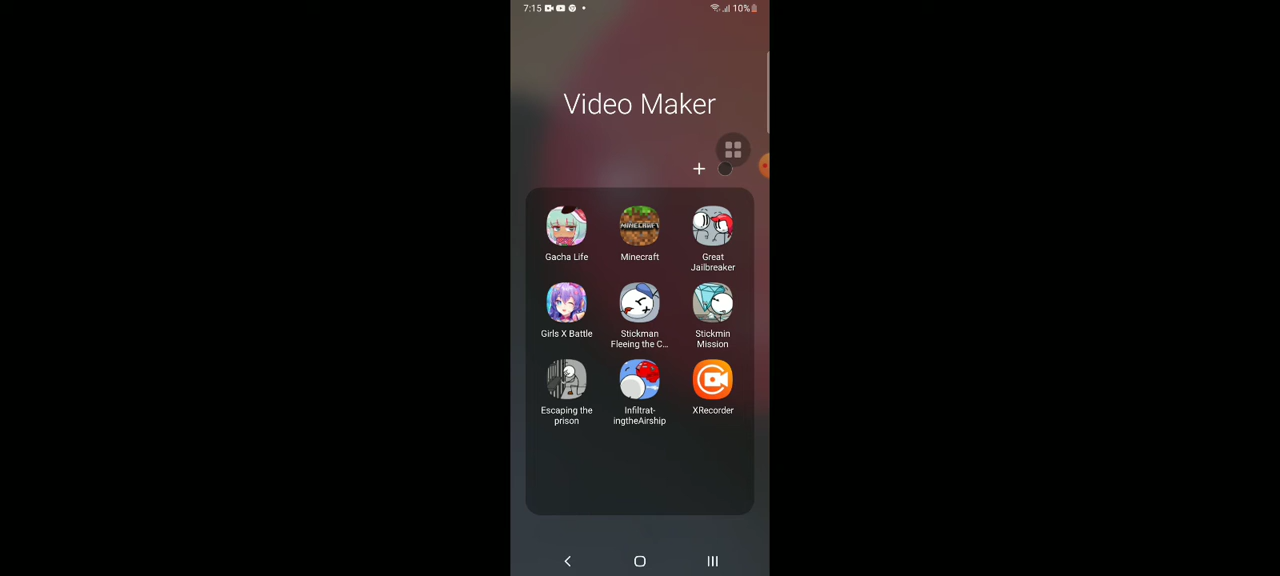 7:15
10%
Video Maker
MINECRAFT
Gacha Life
Minecraft
Great
Jailbreaker
Girls X Battle
Stickman
Fleeing the C...
Stickmin
Mission
Escaping the
prison
Infiltrat-
ingtheAirship
XRecorder